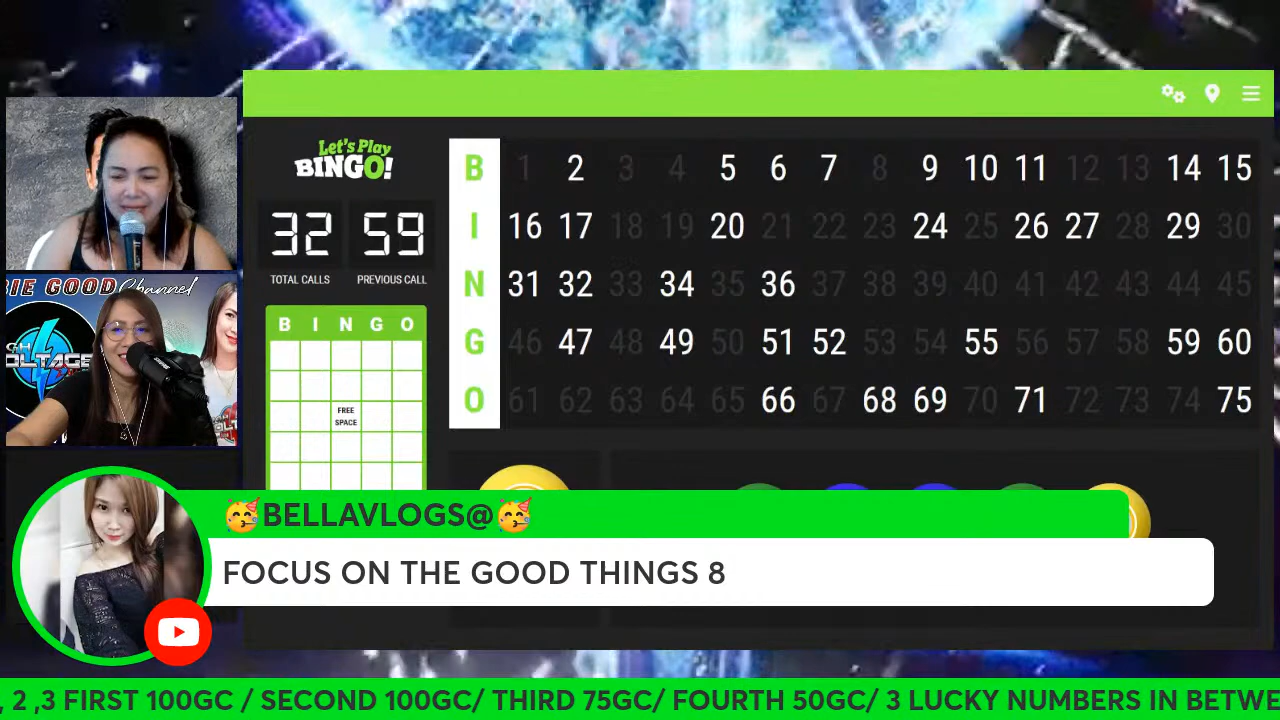 Let's Play
BINGO!
32
59
TOTAL CALLS
PREVIOUS CALL
B I N G O
FREE
SPACE
B 1 2 3 4 5 6 7 8 9 10 11 12 13 14 15
I 16 17 18 19 20 21 22 23 24 25 26 27 28 29 30
N 31 32 33 34 35 36 37 38 39 40 41 42 43 44 45
G 46 47 48 49 50 51 52 53 54 55 56 57 58 59 60
O 61 62 63 64 65 66 67 68 69 70 71 72 73 74 75
IE GOOD Channel
GH
VOLTAGE
🥳BELLAVLOGS@🥳
FOCUS ON THE GOOD THINGS 8
, 2 ,3 FIRST 100GC / SECOND 100GC/ THIRD 75GC/ FOURTH 50GC/ 3 LUCKY NUMBERS IN BETWE